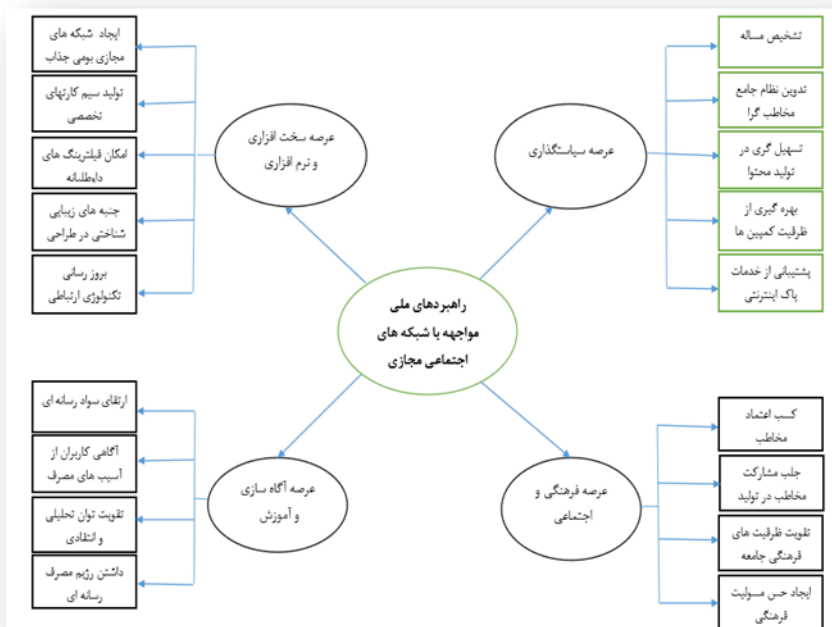 تشخیص مساله
تدوین نظام جامع
مخاطب گرا
تسهیل گری در
تولید محتوا
بهره گیری از
ظرفیت کمپین ها
پشتیبانی از خدمات
پاک اینترنتی
عرصه سیاستگذاری
عرصه سخت افزاری
و نرم افزاری
ایجاد شبکه های
مجازی بومی جذاب
تولید سیم کارتهای
تخصصی
امکان فیلترینگ های
داوطلبانه
جنبه های زیبایی
شناختی در طراحی
بروز رسانی
تکنولوژی ارتباطی
راهبردهای ملی
مواجهه با شبکه های
اجتماعی مجازی
کسب اعتماد
مخاطب
جلب مشارکت
مخاطب در تولید
تقویت ظرفیت های
فرهنگی جامعه
ایجاد حس مسولیت
فرهنگی
عرصه فرهنگی و
اجتماعی
عرصه آگاه سازی
و آموزش
ارتقای سواد رسانه ای
آگاهی کاربران از
آسیب های مصرف
تقویت توان تحلیلی
و انتقادی
داشتن رژیم مصرف
رسانه ای